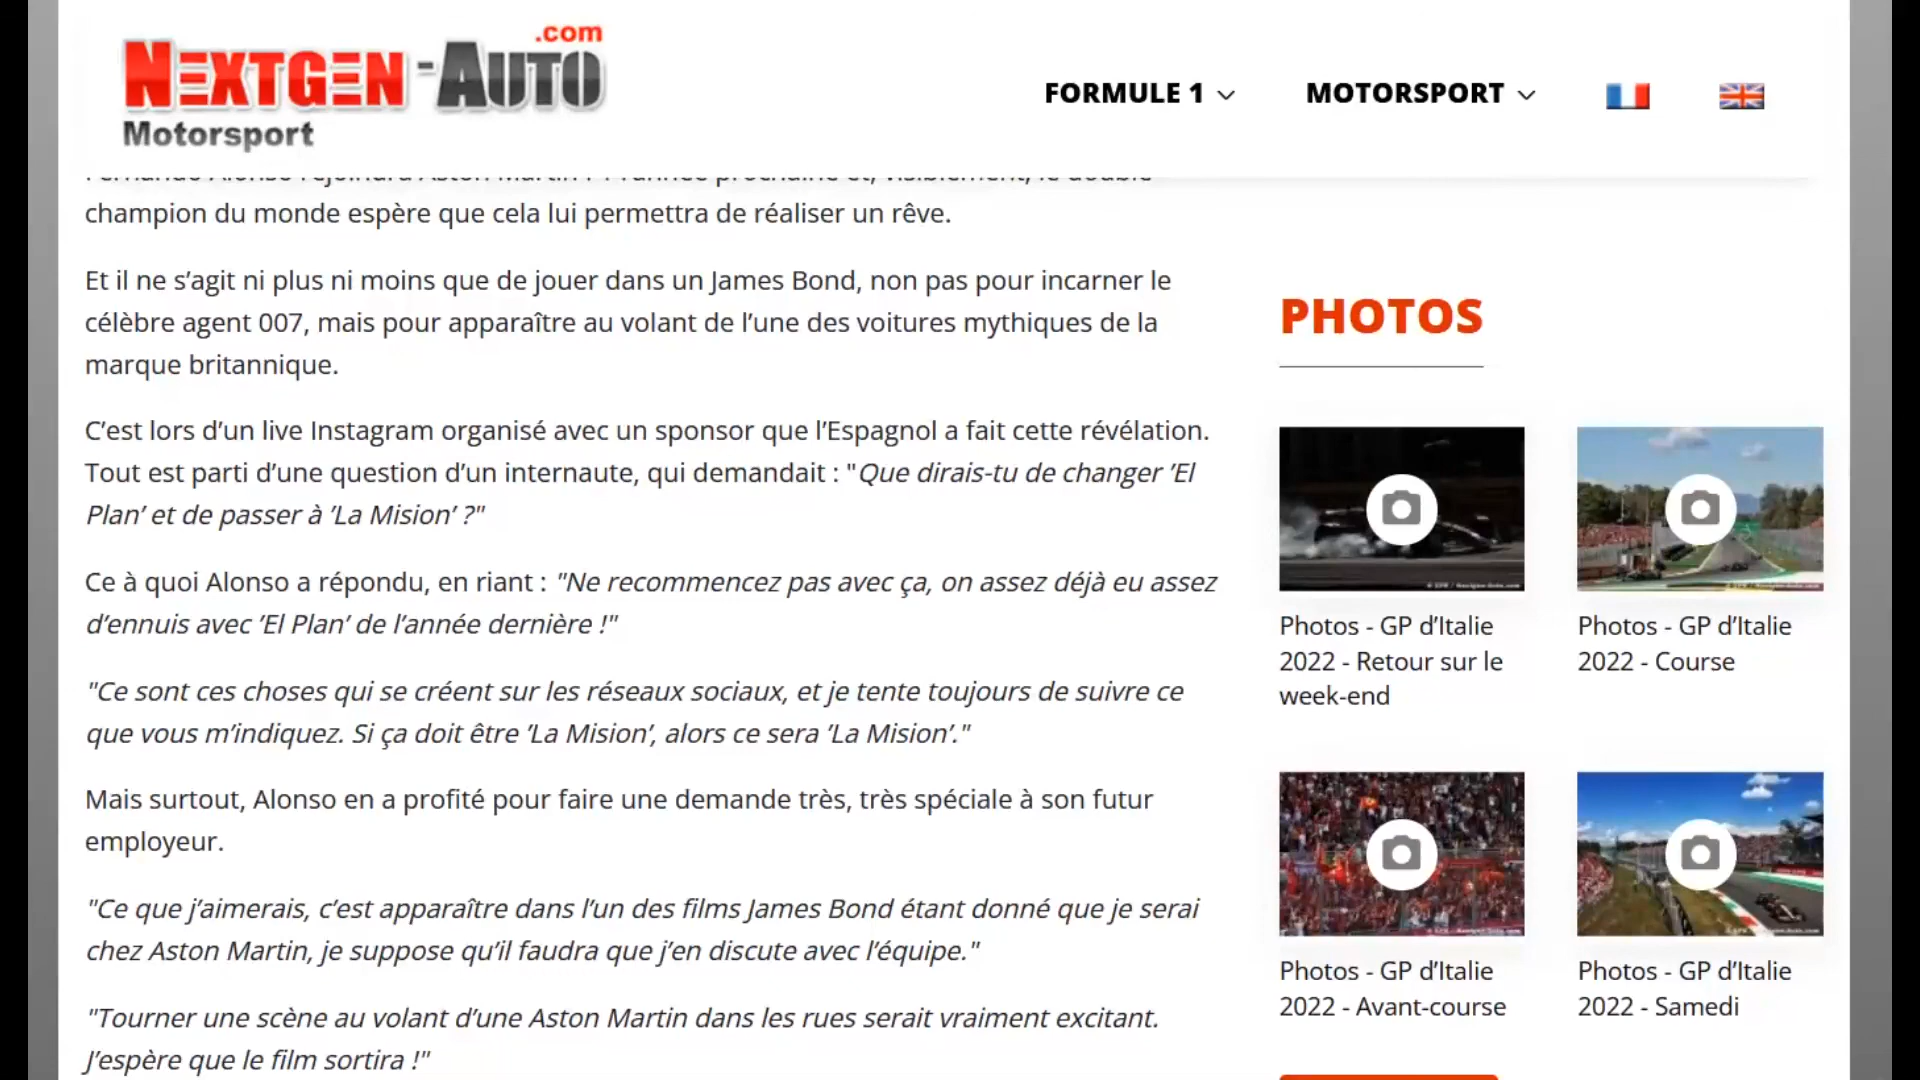 .com
NEXTGEN-AUTO
Motorsport
FORMULE 1
MOTORSPORT
champion du monde espère que cela lui permettra de réaliser un rêve.
Et il ne s’agit ni plus ni moins que de jouer dans un James Bond, non pas pour incarner le
célèbre agent 007, mais pour apparaître au volant de l’une des voitures mythiques de la
marque britannique.
C’est lors d’un live Instagram organisé avec un sponsor que l’Espagnol a fait cette révélation.
Tout est parti d’une question d’un internaute, qui demandait : "Que dirais-tu de changer ’El
Plan’ et de passer à ’La Mision’ ?"
Ce à quoi Alonso a répondu, en riant : "Ne recommencez pas avec ça, on assez déjà eu assez
d’ennuis avec ’El Plan’ de l’année dernière !"
"Ce sont ces choses qui se créent sur les réseaux sociaux, et je tente toujours de suivre ce
que vous m’indiquez. Si ça doit être ’La Mision’, alors ce sera ’La Mision’."
Mais surtout, Alonso en a profité pour faire une demande très, très spéciale à son futur
employeur.
"Ce que j’aimerais, c’est apparaître dans l’un des films James Bond étant donné que je serai
chez Aston Martin, je suppose qu’il faudra que j’en discute avec l’équipe."
"Tourner une scène au volant d’une Aston Martin dans les rues serait vraiment excitant.
J’espère que le film sortira !"
PHOTOS
Photos - GP d’Italie
2022 - Retour sur le
week-end
Photos - GP d’Italie
2022 - Course
Photos - GP d’Italie
2022 - Avant-course
Photos - GP d’Italie
2022 - Samedi